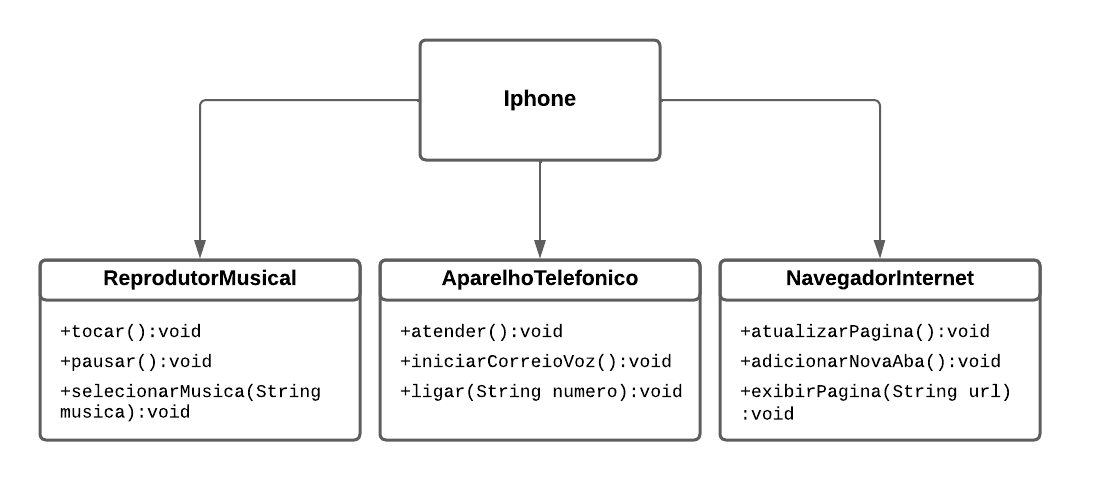 Iphone
ReprodutorMusical
+tocar():void
+pausar():void
+selecionarMusica(String
musica):void
AparelhoTelefonico
+atender():void
+iniciarCorreioVoz():void
+ligar(String numero):void
NavegadorInternet
+atualizarPagina():void
+adicionarNovaAba():void
+exibirPagina(String url)
:void